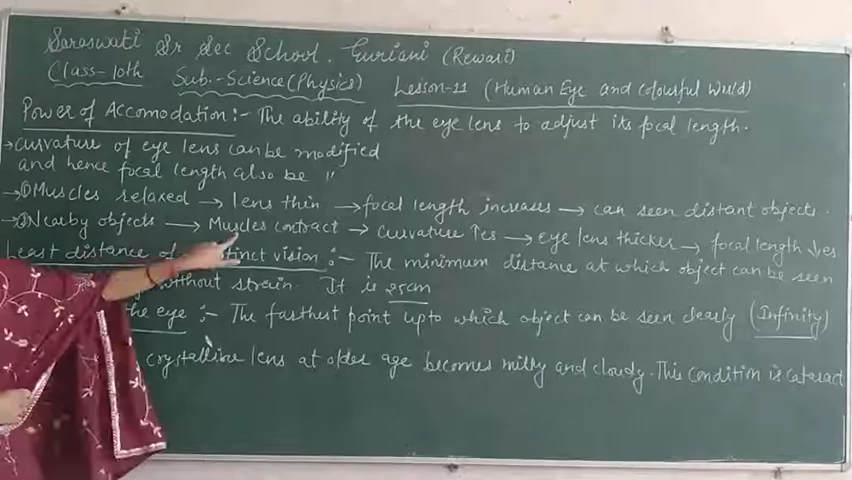 Saraswati Sr Sec School. Guriani (Rewari)
Class-10th Sub.-Science(Physics) Lesson-11 (Human Eye and colourful World)
Power of Accomodation:- The ability of the eye lens to adjust its focal length.
→Curvature of eye lens can be modified
and hence focal length also be "
→①Muscles relaxed → lens thin → focal length increases → can seen distant objects.
→②Nearby objects → Muscles contract → curvature ↑es → eye lens thicker → focal length ↓es
Least distance of distinct vision :- The minimum distance at which object can be seen
without strain. It is 25cm
the eye :- The fasthest point upto which object can be seen clearly (Infinity)
crystalline lens at older age becomes milky and cloudy. This condition is cataract